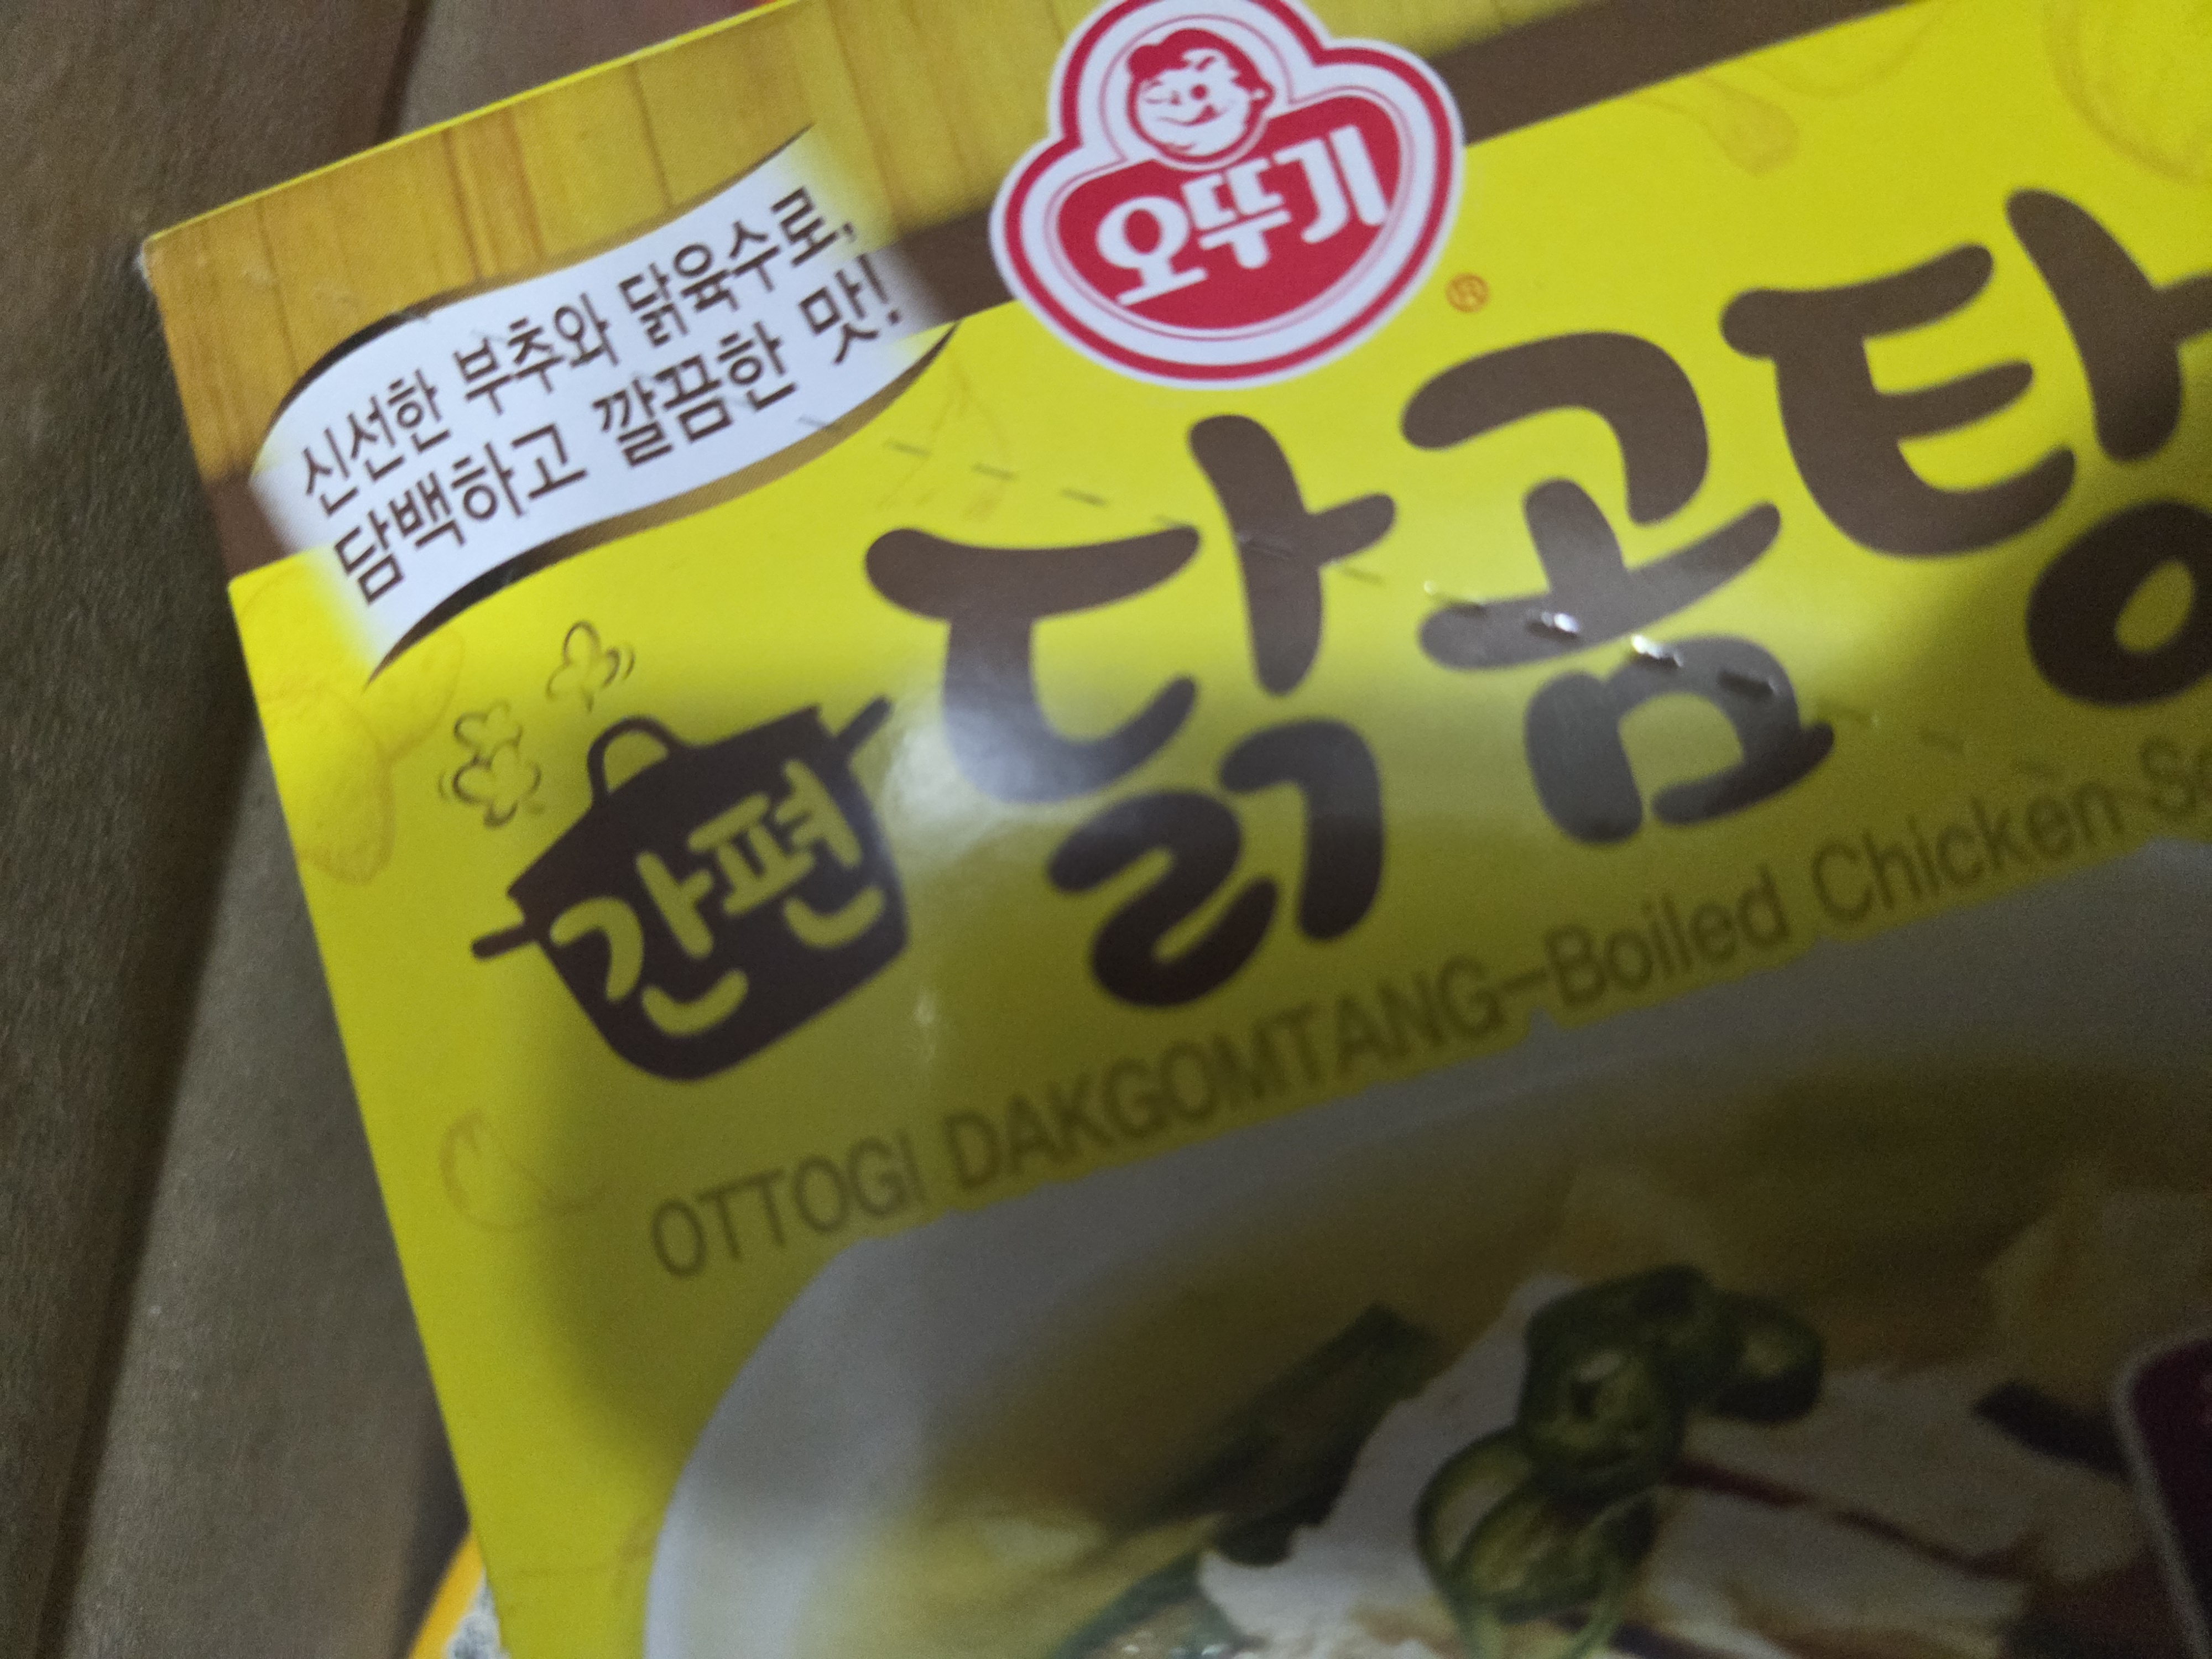 오뚜기
®
신선한 부추와 닭육수로,
담백하고 깔끔한 맛!
간편 닭곰탕
OTTOGI DAKGOMTANG-Boiled Chicken